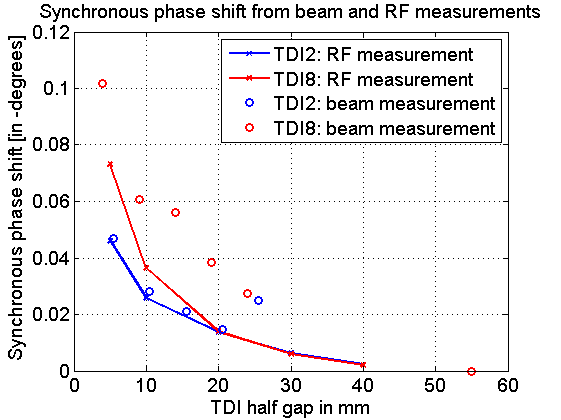 Synchronous phase shift from beam and RF measurements
0.12
0.1
0.08
0.06
0.04
0.02
0
Synchronous phase shift [in -degrees]
TDI2: RF measurement
TDI8: RF measurement
TDI2: beam measurement
TDI8: beam measurement
0 10 20 30 40 50 60
TDI half gap in mm